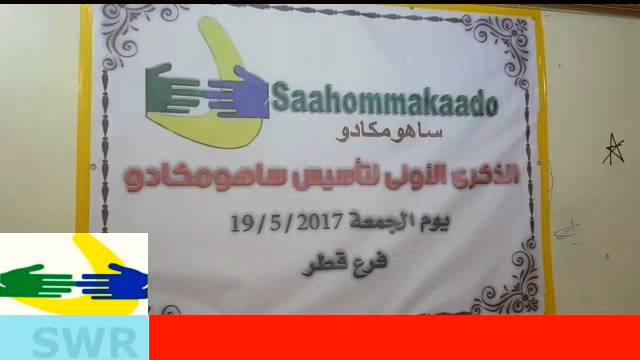 Saahommakaado
ساهومكادو
الذكرى الأولى لتأسيس ساهومكادو
يوم الجمعة 19/5/2017
فرع قطر
SWR